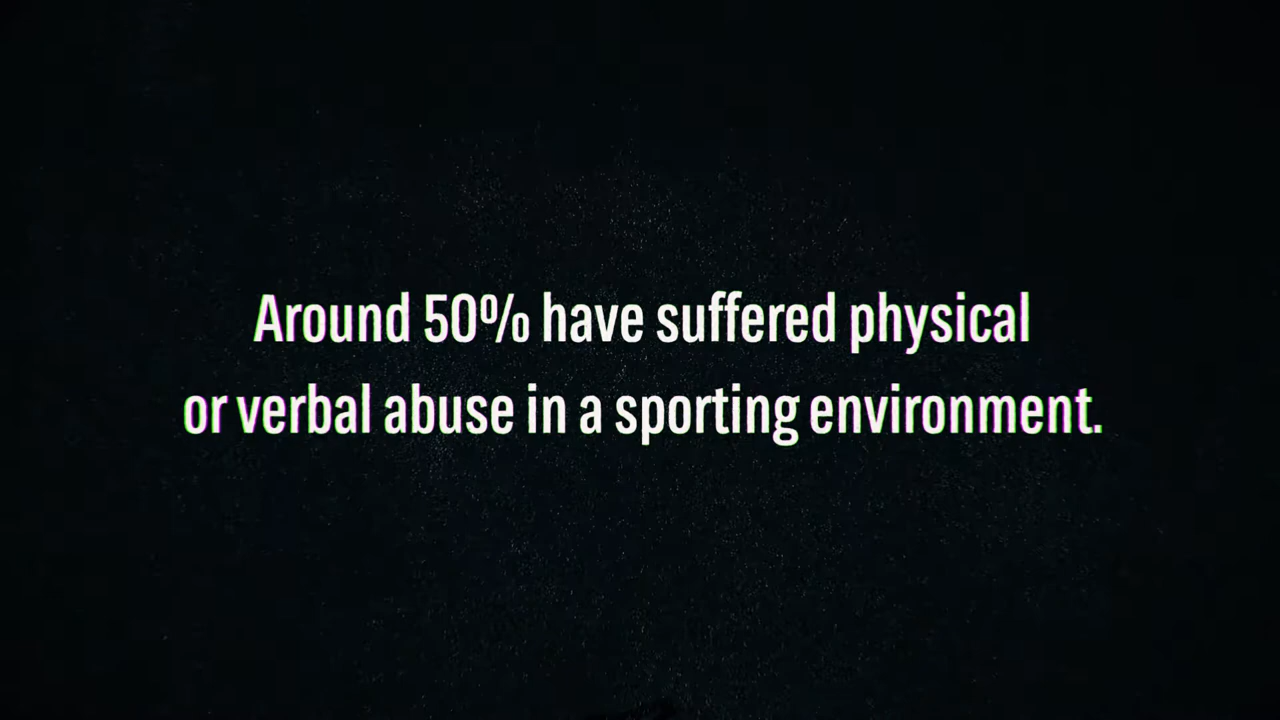 Around 50% have suffered physical
or verbal abuse in a sporting environment.